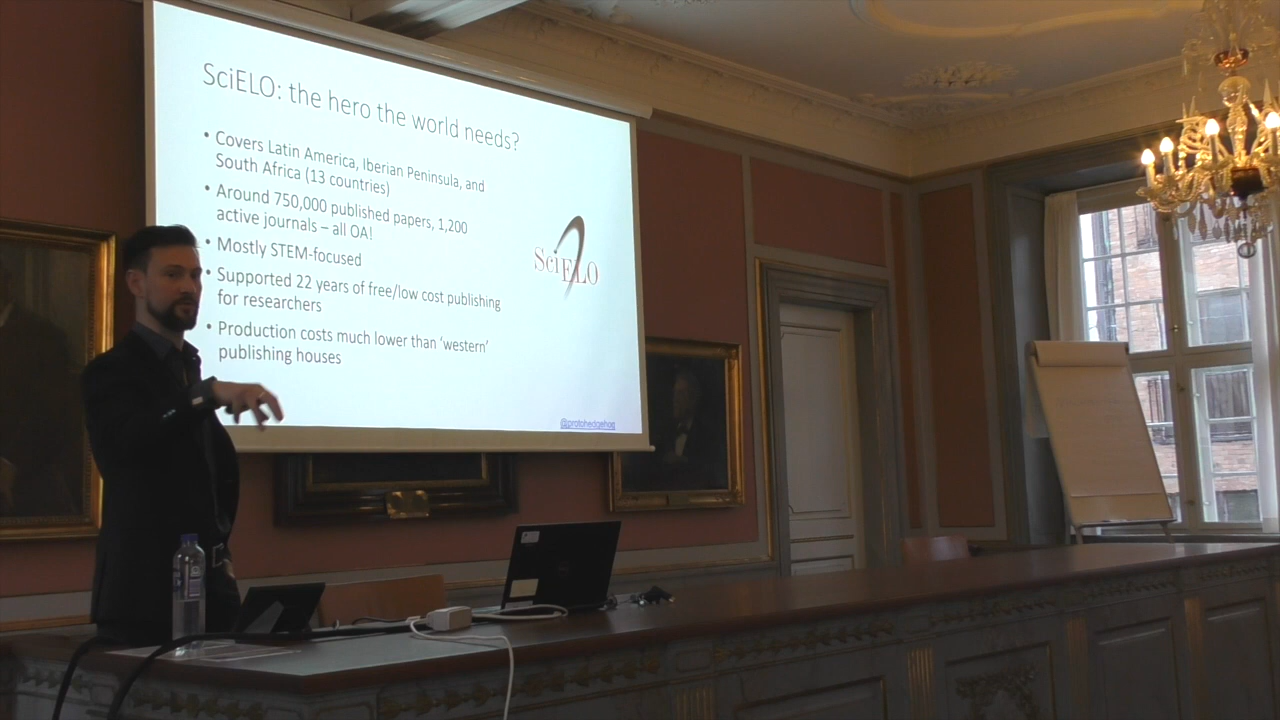 SciELO: the hero the world needs?
• Covers Latin America, Iberian Peninsula, and
South Africa (13 countries)
• Around 750,000 published papers, 1,200
active journals – all OA!
• Mostly STEM-focused
• Supported 22 years of free/low cost publishing
for researchers
• Production costs much lower than ‘western’
publishing houses
SciELO
@protohedgehog